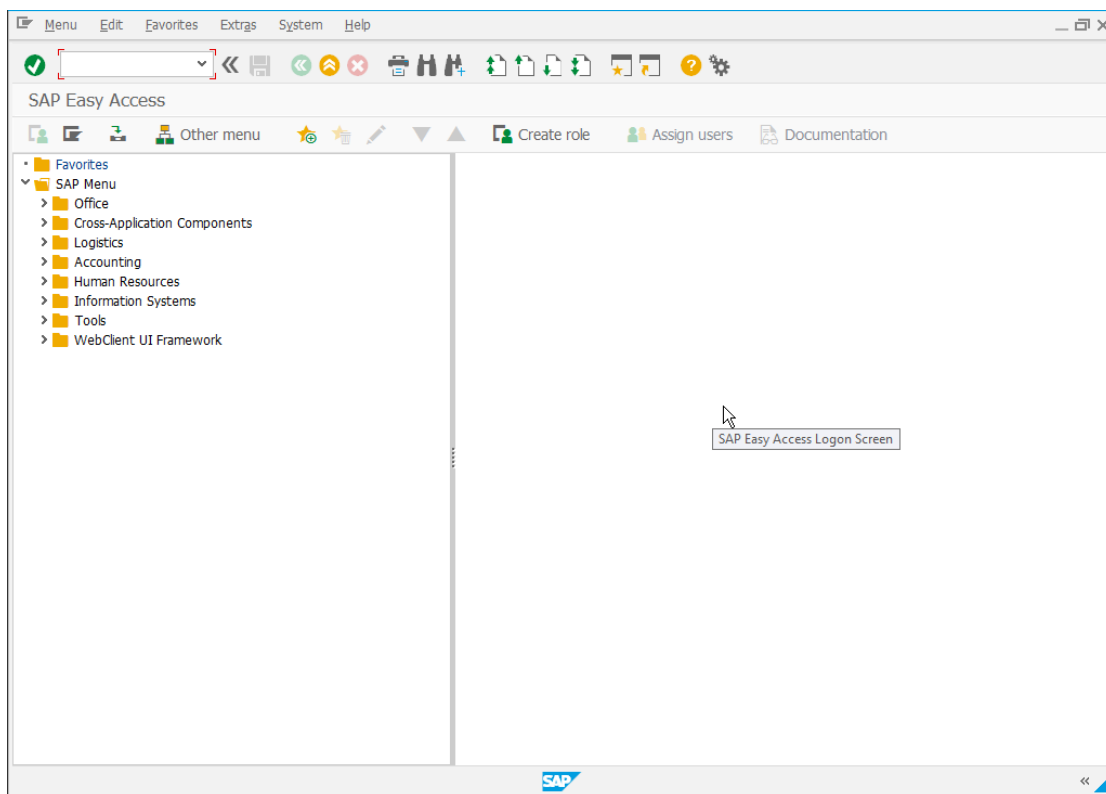 Menu Edit Favorites Extras System Help
SAP Easy Access
Other menu Create role Assign users Documentation
Favorites
SAP Menu
Office
Cross-Application Components
Logistics
Accounting
Human Resources
Information Systems
Tools
WebClient UI Framework
SAP Easy Access Logon Screen
SAP